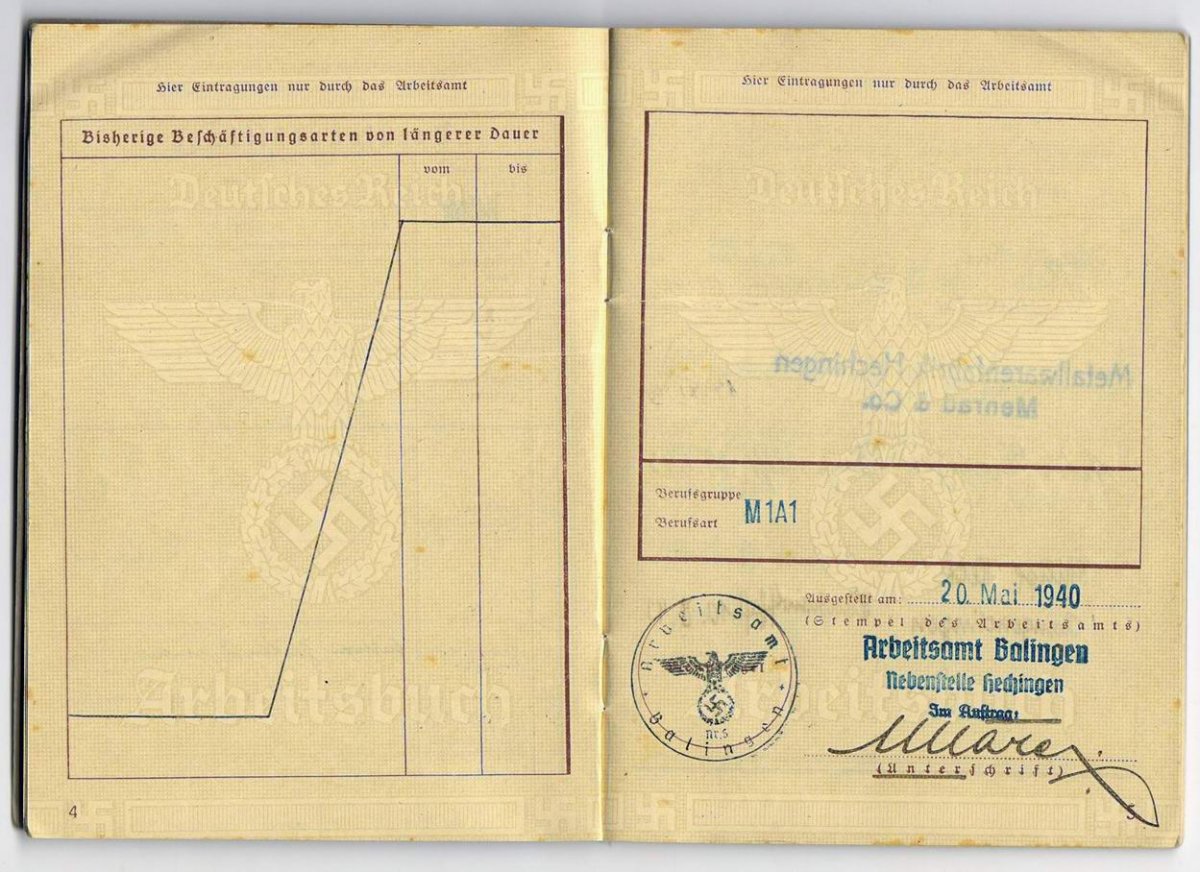 Hier Eintragungen nur durch das Arbeitsamt
Bisherige Beschäftigungsarten von längerer Dauer
vom bis
Deutsches Reich
Arbeitsbuch
4
Hier Eintragungen nur durch das Arbeitsamt
Deutsches Reich
Metallwarenfabrik Hechingen
Menrad & Co.
Berufsgruppe
Berufsart M1A1
Ausgestellt am: 20. Mai 1940
(Stempel des Arbeitsamts)
Arbeitsamt Balingen
Nebenstelle Hechingen
Im Auftrag:
(Unterschrift)
Arbeitsamt
Balingen
nr.5
Arbeitsbuch
5